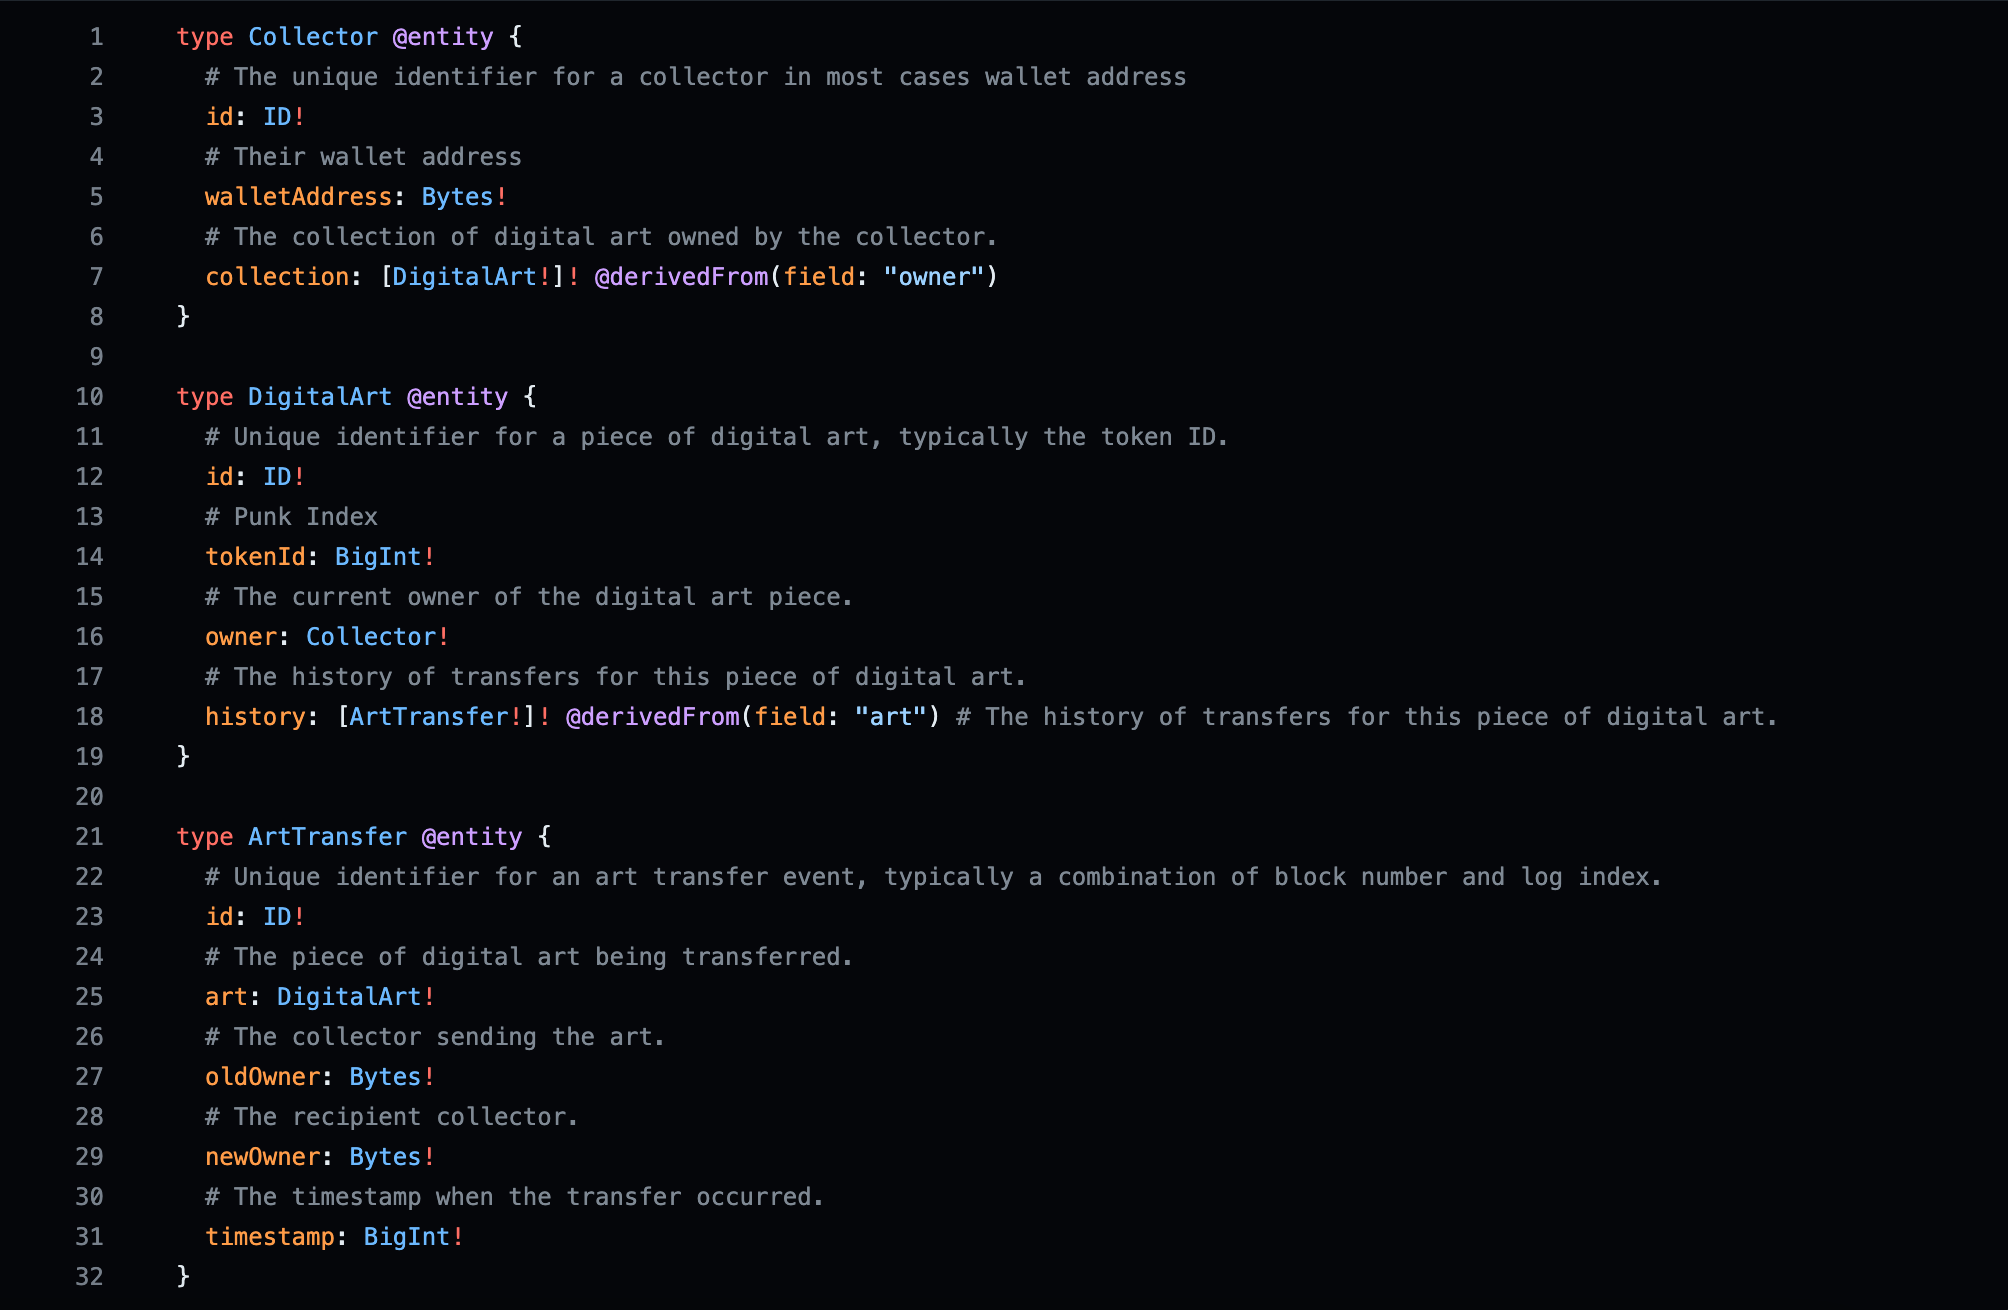 1 type Collector @entity {
2 # The unique identifier for a collector in most cases wallet address
3 id: ID!
4 # Their wallet address
5 walletAddress: Bytes!
6 # The collection of digital art owned by the collector.
7 collection: [DigitalArt!]! @derivedFrom(field: "owner")
8 }
9
10 type DigitalArt @entity {
11 # Unique identifier for a piece of digital art, typically the token ID.
12 id: ID!
13 # Punk Index
14 tokenId: BigInt!
15 # The current owner of the digital art piece.
16 owner: Collector!
17 # The history of transfers for this piece of digital art.
18 history: [ArtTransfer!]! @derivedFrom(field: "art") # The history of transfers for this piece of digital art.
19 }
20
21 type ArtTransfer @entity {
22 # Unique identifier for an art transfer event, typically a combination of block number and log index.
23 id: ID!
24 # The piece of digital art being transferred.
25 art: DigitalArt!
26 # The collector sending the art.
27 oldOwner: Bytes!
28 # The recipient collector.
29 newOwner: Bytes!
30 # The timestamp when the transfer occurred.
31 timestamp: BigInt!
32 }